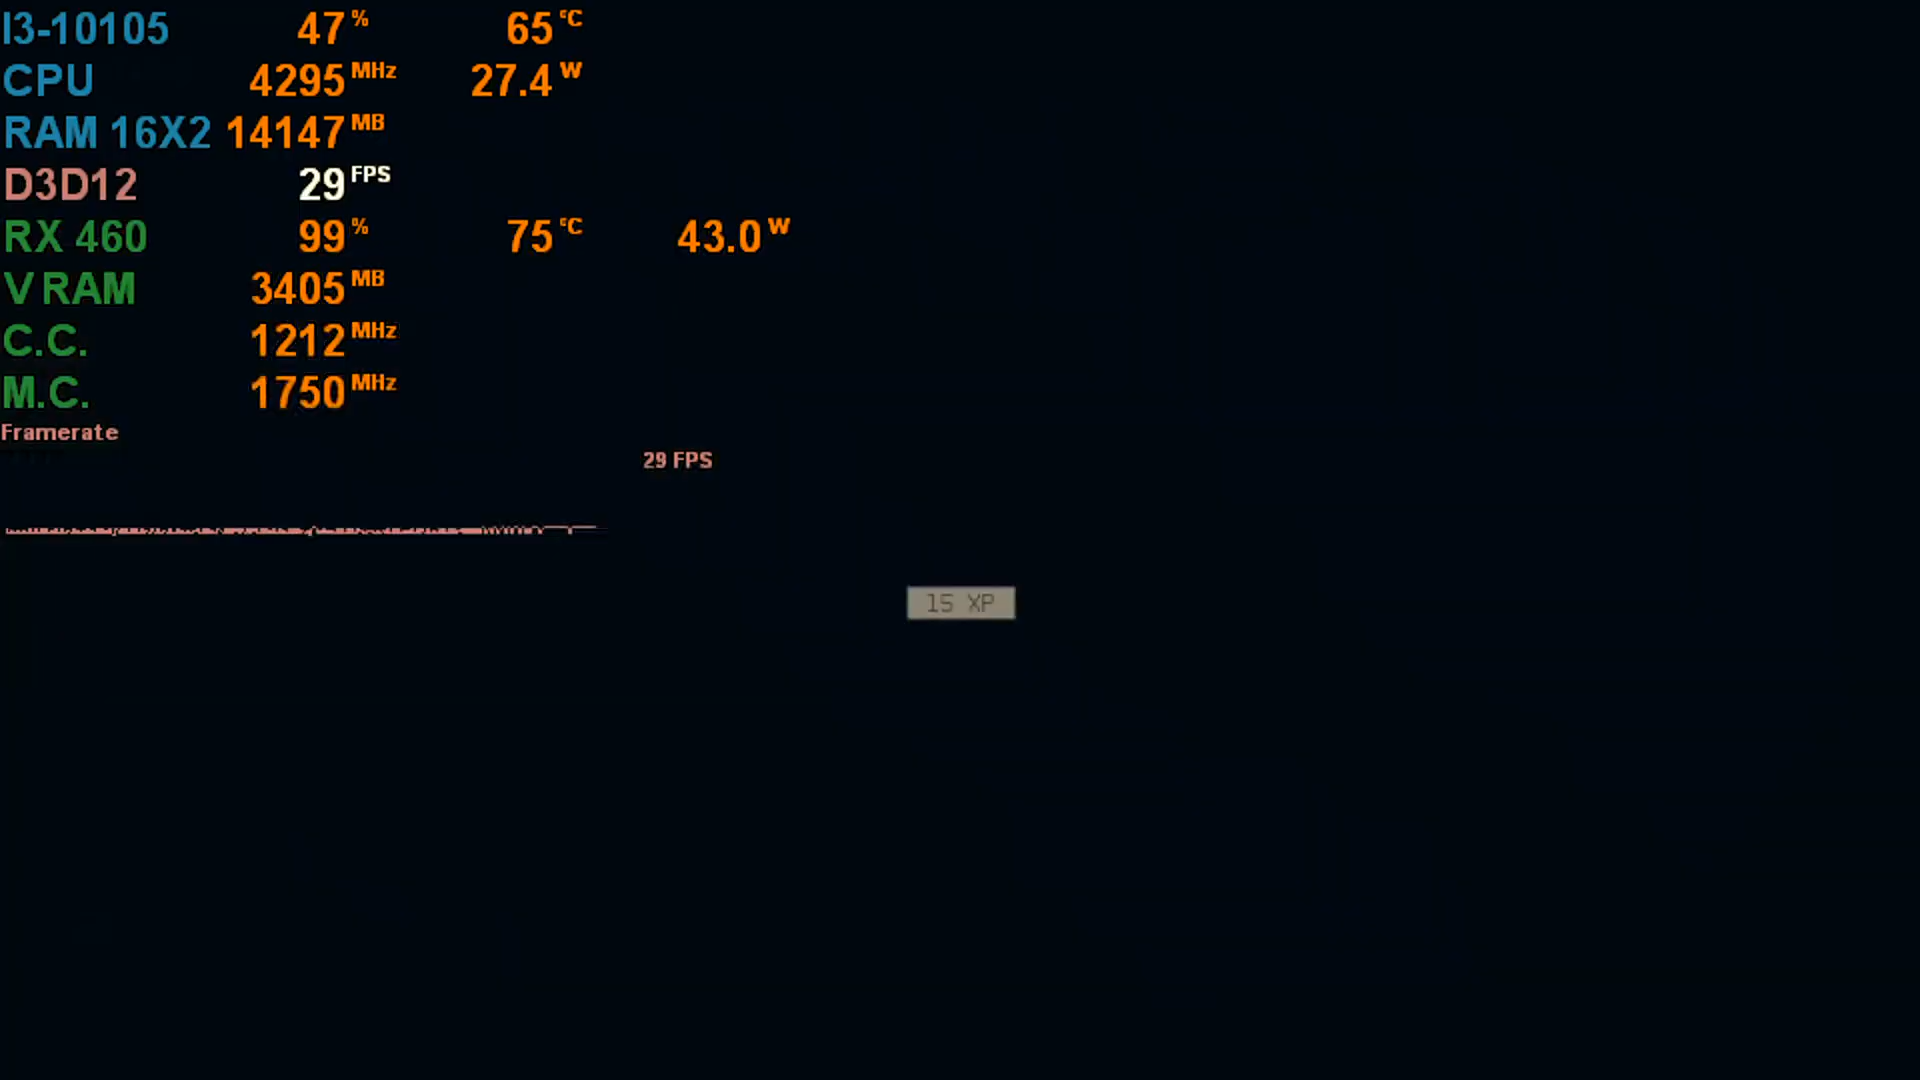 I3-10105 47 % 65 °C
CPU 4295 MHz 27.4 W
RAM 16X2 14147 MB
D3D12 29 FPS
RX 460 99 % 75 °C 43.0 W
V RAM 3405 MB
C.C. 1212 MHz
M.C. 1750 MHz
Framerate
29 FPS
15 XP